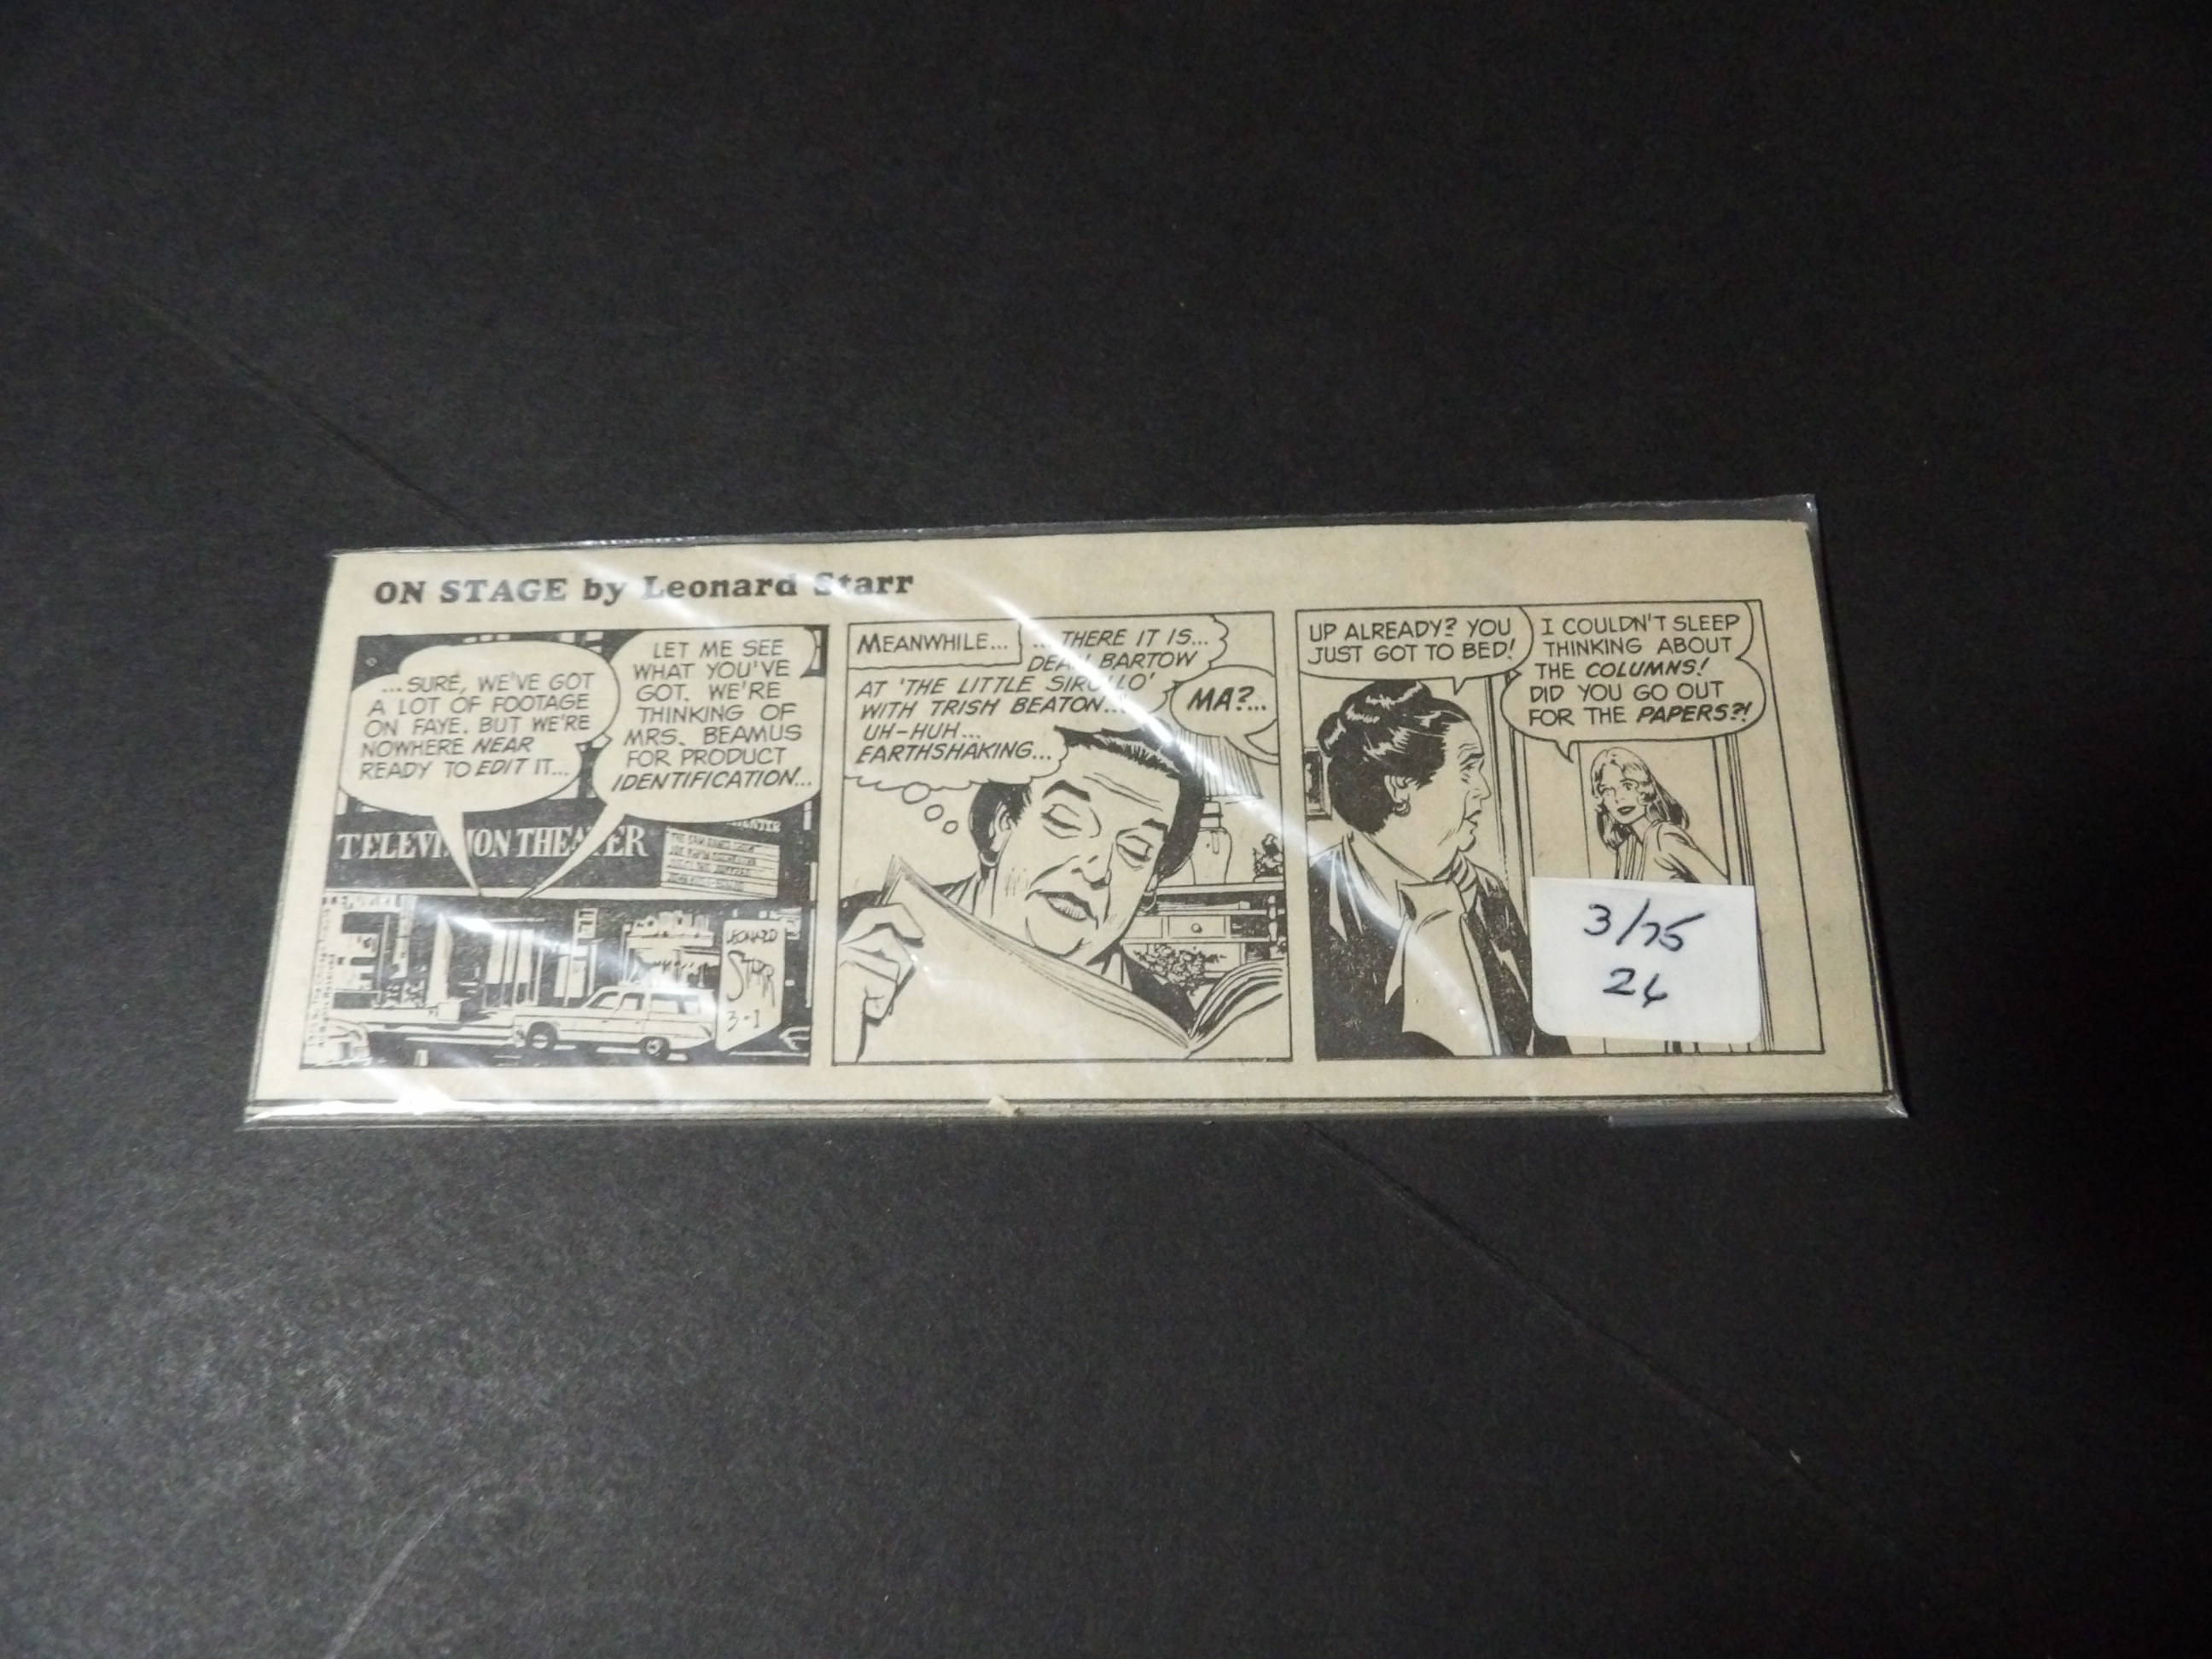 ON STAGE by Leonard Starr
...SURE, WE'VE GOT
A LOT OF FOOTAGE
ON FAYE. BUT WE'RE
NOWHERE NEAR
READY TO EDIT IT...
LET ME SEE
WHAT YOU'VE
GOT. WE'RE
THINKING OF
MRS. BEAMUS
FOR PRODUCT
IDENTIFICATION...
TELEVISION THEATER
LEONARD
STARR
3-1
MEANWHILE...
...THERE IT IS...
DEAN BARTOW
AT 'THE LITTLE
WITH TRISH BEATON...
UH-HUH...
EARTHSHAKING...
MA?...
UP ALREADY? YOU
JUST GOT TO BED!
I COULDN'T SLEEP
THINKING ABOUT
THE COLUMNS!
DID YOU GO OUT
FOR THE PAPERS?!
3/75
26